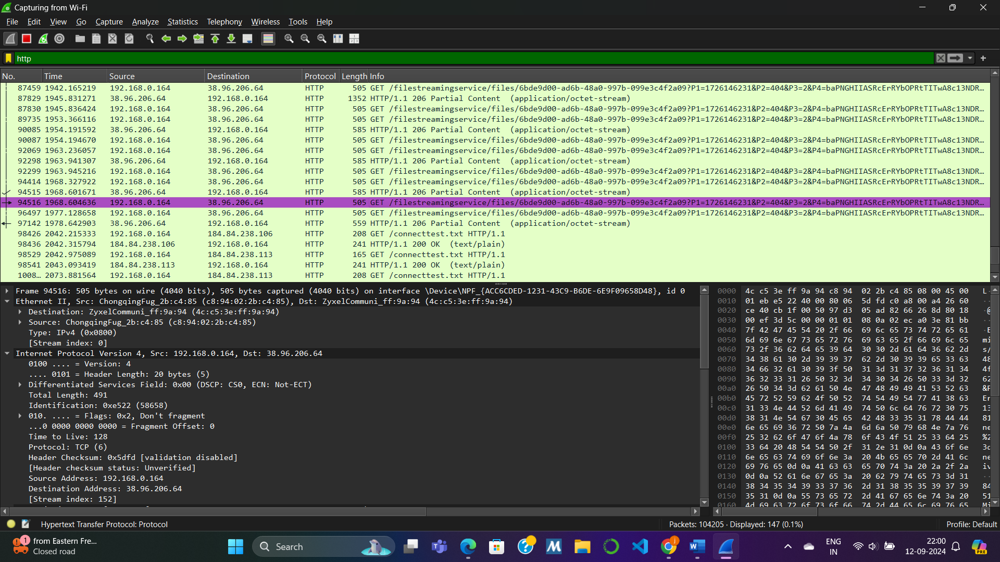 Capturing from Wi-Fi
File Edit View Go Capture Analyze Statistics Telephony Wireless Tools Help
http
No. Time Source Destination Protocol Length Info
87459 1942.165219 192.168.0.164 38.96.206.64 HTTP 505 GET /filestreamingservice/files/6bde9d00-ad6b-48a0-997b-099e3c4f2a09?P1=1726146231&P2=404&P3=2&P4=baPNGHIIASRcErRYbOPRtTITwA8c13NDR...
87829 1945.831271 38.96.206.64 192.168.0.164 HTTP 1352 HTTP/1.1 206 Partial Content (application/octet-stream)
87830 1945.836424 192.168.0.164 38.96.206.64 HTTP 505 GET /filestreamingservice/files/6bde9d00-ad6b-48a0-997b-099e3c4f2a09?P1=1726146231&P2=404&P3=2&P4=baPNGHIIASRcErRYbOPRtTITwA8c13NDR...
89735 1953.366116 192.168.0.164 38.96.206.64 HTTP 505 GET /filestreamingservice/files/6bde9d00-ad6b-48a0-997b-099e3c4f2a09?P1=1726146231&P2=404&P3=2&P4=baPNGHIIASRcErRYbOPRtTITwA8c13NDR...
90085 1954.191592 38.96.206.64 192.168.0.164 HTTP 585 HTTP/1.1 206 Partial Content (application/octet-stream)
90087 1954.194670 192.168.0.164 38.96.206.64 HTTP 505 GET /filestreamingservice/files/6bde9d00-ad6b-48a0-997b-099e3c4f2a09?P1=1726146231&P2=404&P3=2&P4=baPNGHIIASRcErRYbOPRtTITwA8c13NDR...
92069 1963.236057 192.168.0.164 38.96.206.64 HTTP 505 GET /filestreamingservice/files/6bde9d00-ad6b-48a0-997b-099e3c4f2a09?P1=1726146231&P2=404&P3=2&P4=baPNGHIIASRcErRYbOPRtTITwA8c13NDR...
92298 1963.941307 38.96.206.64 192.168.0.164 HTTP 585 HTTP/1.1 206 Partial Content (application/octet-stream)
92299 1963.945216 192.168.0.164 38.96.206.64 HTTP 505 GET /filestreamingservice/files/6bde9d00-ad6b-48a0-997b-099e3c4f2a09?P1=1726146231&P2=404&P3=2&P4=baPNGHIIASRcErRYbOPRtTITwA8c13NDR...
94414 1968.327922 192.168.0.164 38.96.206.64 HTTP 505 GET /filestreamingservice/files/6bde9d00-ad6b-48a0-997b-099e3c4f2a09?P1=1726146231&P2=404&P3=2&P4=baPNGHIIASRcErRYbOPRtTITwA8c13NDR...
94515 1968.601671 38.96.206.64 192.168.0.164 HTTP 585 HTTP/1.1 206 Partial Content (application/octet-stream)
94516 1968.604636 192.168.0.164 38.96.206.64 HTTP 505 GET /filestreamingservice/files/6bde9d00-ad6b-48a0-997b-099e3c4f2a09?P1=1726146231&P2=404&P3=2&P4=baPNGHIIASRcErRYbOPRtTITwA8c13NDR...
96497 1977.128658 192.168.0.164 38.96.206.64 HTTP 505 GET /filestreamingservice/files/6bde9d00-ad6b-48a0-997b-099e3c4f2a09?P1=1726146231&P2=404&P3=2&P4=baPNGHIIASRcErRYbOPRtTITwA8c13NDR...
97142 1978.642903 38.96.206.64 192.168.0.164 HTTP 559 HTTP/1.1 206 Partial Content (application/octet-stream)
98426 2042.215333 192.168.0.164 184.84.238.106 HTTP 208 GET /connecttest.txt HTTP/1.1
98436 2042.315794 184.84.238.106 192.168.0.164 HTTP 241 HTTP/1.1 200 OK (text/plain)
98529 2042.975089 192.168.0.164 184.84.238.113 HTTP 165 GET /connecttest.txt HTTP/1.1
98541 2043.093419 184.84.238.113 192.168.0.164 HTTP 241 HTTP/1.1 200 OK (text/plain)
1008... 2073.881564 192.168.0.164 184.84.238.113 HTTP 208 GET /connecttest.txt HTTP/1.1
Frame 94516: 505 bytes on wire (4040 bits), 505 bytes captured (4040 bits) on interface \Device\NPF_{ACC6CDED-1231-43C9-B6DE-6E9F09658D48}, id 0
Ethernet II, Src: ChongqingFug_2b:c4:85 (c8:94:02:2b:c4:85), Dst: ZyxelCommuni_ff:9a:94 (4c:c5:3e:ff:9a:94)
Destination: ZyxelCommuni_ff:9a:94 (4c:c5:3e:ff:9a:94)
Source: ChongqingFug_2b:c4:85 (c8:94:02:2b:c4:85)
Type: IPv4 (0x0800)
[Stream index: 0]
Internet Protocol Version 4, Src: 192.168.0.164, Dst: 38.96.206.64
0100 .... = Version: 4
.... 0101 = Header Length: 20 bytes (5)
Differentiated Services Field: 0x00 (DSCP: CS0, ECN: Not-ECT)
Total Length: 491
Identification: 0xe522 (58658)
010. .... = Flags: 0x2, Don't fragment
...0 0000 0000 0000 = Fragment Offset: 0
Time to Live: 128
Protocol: TCP (6)
Header Checksum: 0x5dfd [validation disabled]
[Header checksum status: Unverified]
Source Address: 192.168.0.164
Destination Address: 38.96.206.64
[Stream index: 152]
0000 4c c5 3e ff 9a 94 c8 94 02 2b c4 85 08 00 45 00 L·
0010 01 eb e5 22 40 00 80 06 5d fd c0 a8 00 a4 26 60 ··
0020 ce 40 cb 1f 00 50 97 d3 05 ad 82 66 26 8d 80 18 ·@
0030 00 ef 3d 5c 00 00 01 01 08 0a 02 ec a0 3e 81 bb ··
0040 7f 42 47 45 54 20 2f 66 69 6c 65 73 74 72 65 61 ·E
0050 6d 69 6e 67 73 65 72 76 69 63 65 2f 66 69 6c 65 mi
0060 73 2f 36 62 64 65 39 64 30 30 2d 61 64 36 62 2d s/
0070 34 38 61 30 2d 39 39 37 62 2d 30 39 39 65 33 63 48
0080 34 66 32 61 30 39 3f 50 31 3d 31 37 32 36 31 34 4f
0090 36 32 33 31 26 50 32 3d 34 30 34 26 50 33 3d 32 62
00a0 26 50 34 3d 62 61 50 4e 47 48 49 49 41 53 52 63 &P
00b0 45 72 52 59 62 4f 50 52 74 54 49 54 77 41 38 63 Er
00c0 31 33 4e 44 52 6d 41 49 74 50 6c 64 76 72 30 75 13
00d0 38 31 4e 54 67 30 45 65 42 48 33 35 31 78 44 44 81
00e0 6e 65 69 36 72 50 7a 4a 6d 6a 50 79 68 4e 7a 76 ne
00f0 25 32 62 6f 47 6f 4a 78 6f 43 4f 51 25 33 64 25 %2
0100 33 64 20 48 54 54 50 2f 31 2e 31 0d 0a 43 6f 6e 3d
0110 6e 65 63 74 69 6f 6e 3a 20 4b 65 65 70 2d 41 6c ne
0120 69 76 65 0d 0a 41 63 63 65 70 74 3a 20 2a 2f 2a iv
0130 0d 0a 52 61 6e 67 65 3a 20 62 79 74 65 73 3d 31 ··
0140 38 34 35 34 39 33 37 36 2d 31 38 35 35 39 37 39 84
0150 35 31 0d 0a 55 73 65 72 2d 41 67 65 6e 74 3a 20 51
0160 4d 69 63 72 6f 73 6f 66 74 2d 44 65 6c 69 76 65 Mi
Hypertext Transfer Protocol: Protocol
Packets: 104205 · Displayed: 147 (0.1%)
Profile: Default
1
from Eastern Fre...
Closed road
Search
ENG
IN
22:00
12-09-2024
PRE